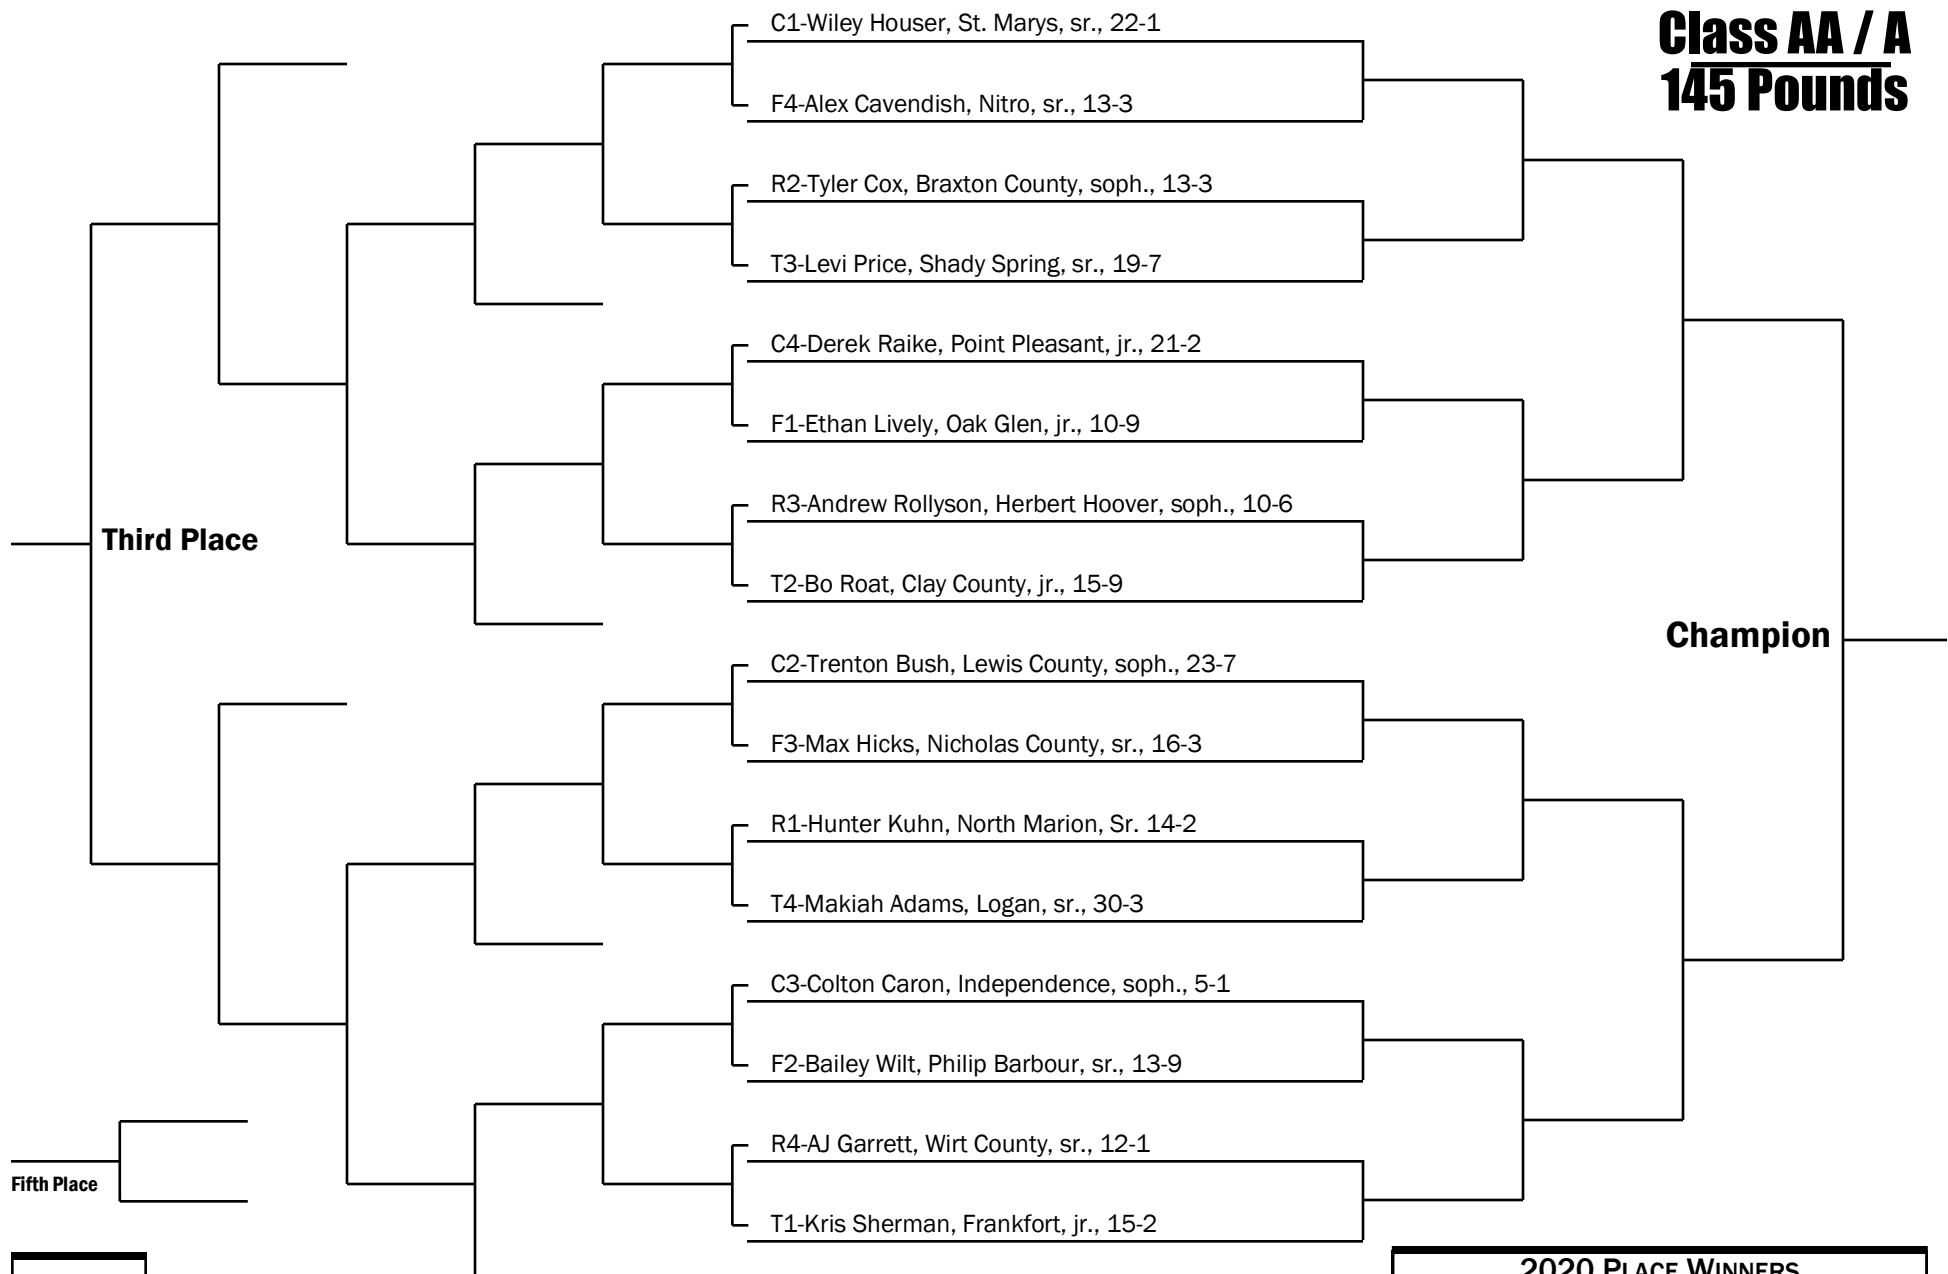 Class AA / A
145 Pounds
C1-Wiley Houser, St. Marys, sr., 22-1
F4-Alex Cavendish, Nitro, sr., 13-3
R2-Tyler Cox, Braxton County, soph., 13-3
T3-Levi Price, Shady Spring, sr., 19-7
C4-Derek Raike, Point Pleasant, jr., 21-2
F1-Ethan Lively, Oak Glen, jr., 10-9
R3-Andrew Rollyson, Herbert Hoover, soph., 10-6
Third Place
T2-Bo Roat, Clay County, jr., 15-9
Champion
C2-Trenton Bush, Lewis County, soph., 23-7
F3-Max Hicks, Nicholas County, sr., 16-3
R1-Hunter Kuhn, North Marion, Sr. 14-2
T4-Makiah Adams, Logan, sr., 30-3
C3-Colton Caron, Independence, soph., 5-1
F2-Bailey Wilt, Philip Barbour, sr., 13-9
R4-AJ Garrett, Wirt County, sr., 12-1
Fifth Place
T1-Kris Sherman, Frankfort, jr., 15-2
2020 PLACE WINNERS